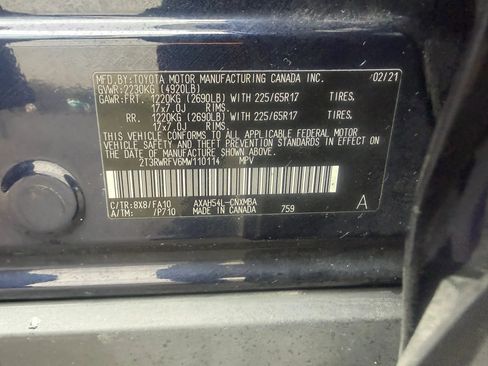 MFD.BY:TOYOTA MOTOR MANUFACTURING CANADA INC. 02/21
GVWR:2230KG (4920LB)
GAWR:FRT. 1220KG (2690LB) WITH 225/65R17 TIRES.
17x7.0J RIMS.
RR. 1220KG (2690LB) WITH 225/65R17 TIRES.
17x7.0J RIMS.
THIS VEHICLE CONFORMS TO ALL APPLICABLE FEDERAL MOTOR
VEHICLE SAFETY AND THEFT PREVENTION STANDARDS IN EFFECT ON
THE DATE OF MANUFACTURE SHOWN ABOVE.
2T3RWRFV6MW110114 MPV
C/TR:8X8/FA10 AXAH54L-CNXMBA
A/TM: /P710 MADE IN CANADA 759 A